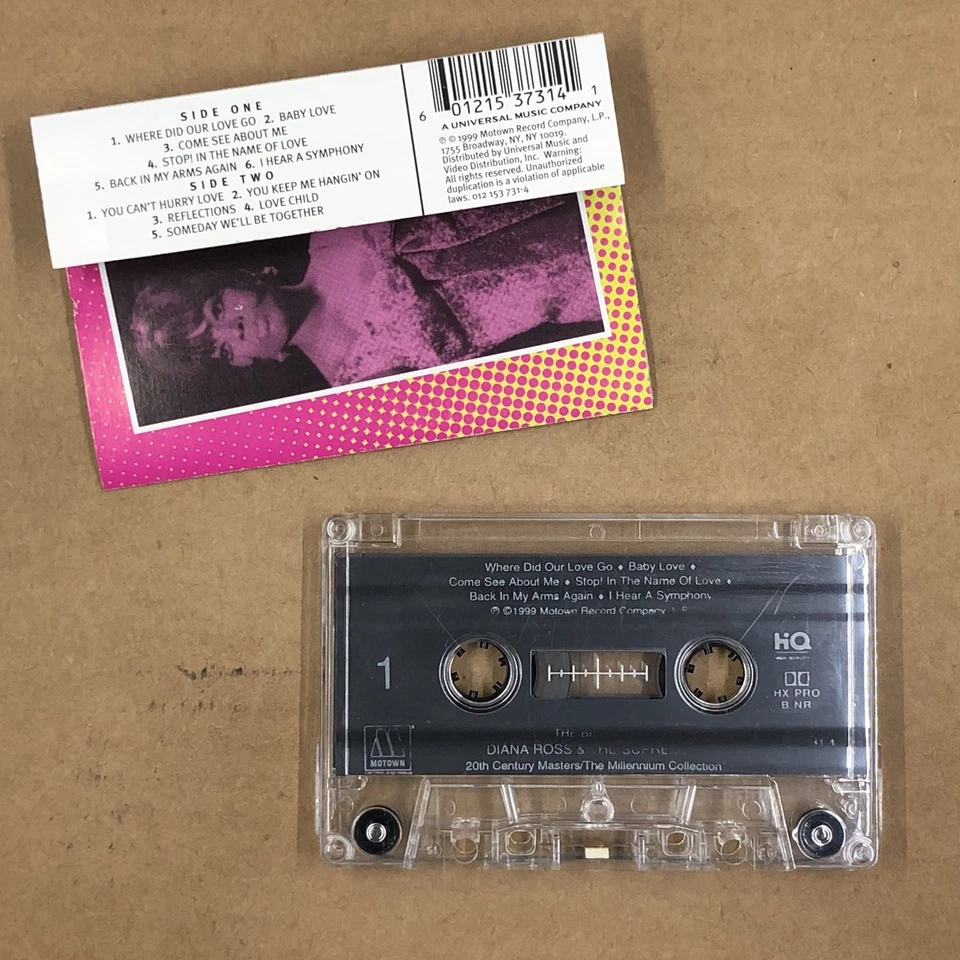 SIDE ONE
1. WHERE DID OUR LOVE GO 2. BABY LOVE
3. COME SEE ABOUT ME
4. STOP! IN THE NAME OF LOVE
5. BACK IN MY ARMS AGAIN 6. I HEAR A SYMPHONY
SIDE TWO
1. YOU CAN'T HURRY LOVE 2. YOU KEEP ME HANGIN' ON
3. REFLECTIONS 4. LOVE CHILD
5. SOMEDAY WE'LL BE TOGETHER
6 01215 37314 1
A UNIVERSAL MUSIC COMPANY
℗ © 1999 Motown Record Company, L.P.,
1755 Broadway, NY, NY 10019.
Distributed by Universal Music and
Video Distribution, Inc. Warning:
All rights reserved. Unauthorized
duplication is a violation of applicable
laws. 012 153 731-4
Where Did Our Love Go ♦ Baby Love ♦
Come See About Me ♦ Stop! In The Name Of Love ♦
Back In My Arms Again ♦ I Hear A Symphony
℗ ©1999 Motown Record Company L.P.
1
HiQ
HIGH QUALITY
HX PRO
B NR
M
MOTOWN
THE
DIANA ROSS & THE
20th Century Masters/The Millennium Collection